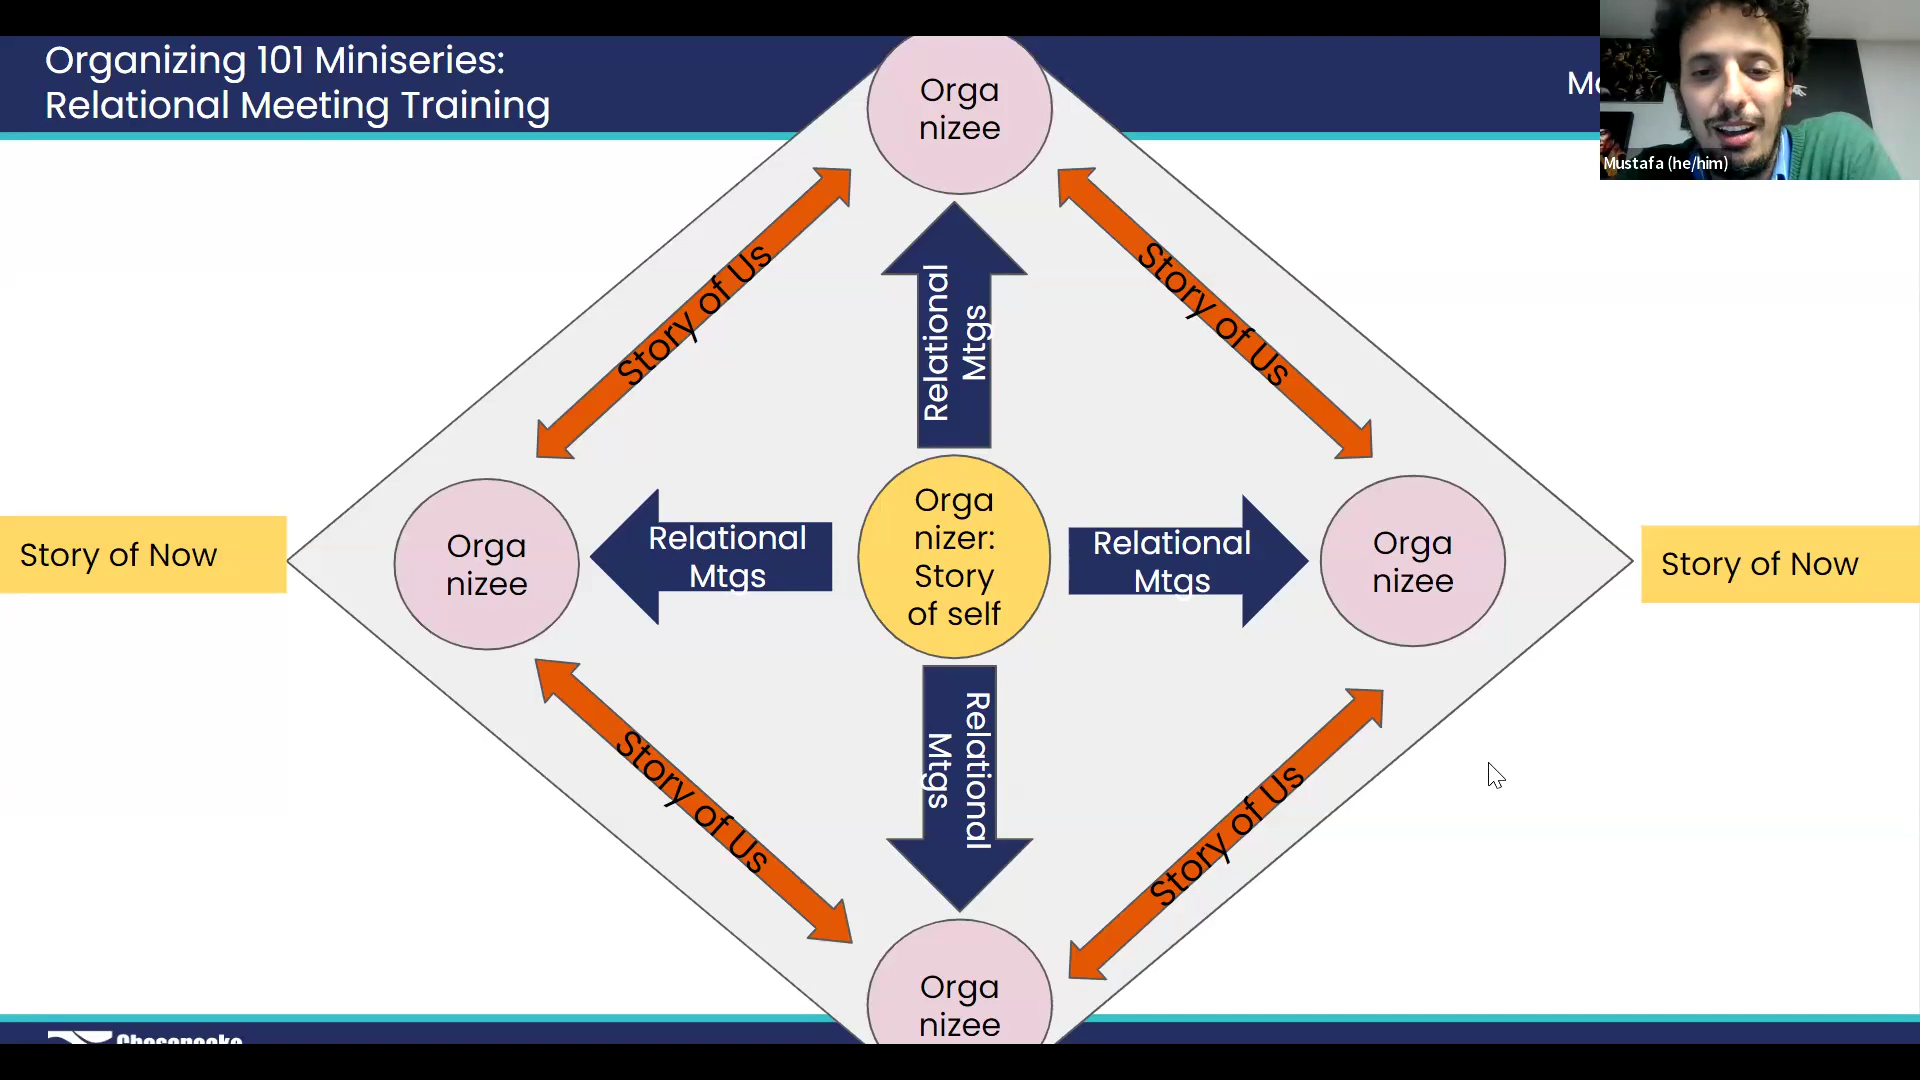 Organizing 101 Miniseries:
Relational Meeting Training
Mustafa (he/him)
Orga
nizee
Story of Us
Story of Us
Relational
Mtgs
Story of Now
Orga
nizee
Relational
Mtgs
Orga
nizer:
Story
of self
Relational
Mtgs
Orga
nizee
Story of Now
Relational
Mtgs
Story of Us
Story of Us
Orga
nizee
Chesapeake